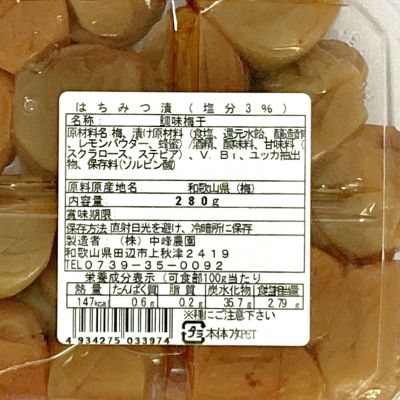 はちみつ漬(塩分3%)
名称: 調味梅干
原材料名 梅、漬け原材料(食塩、還元水飴、醸造酢
、レモンパウダー、蜂蜜)/酒精、酸味料、甘味料(
スクラロース、ステビア)、V.B₁、ユッカ抽出
物、保存料(ソルビン酸)
原料原産地名: 和歌山県(梅)
内容量: 280g
賞味期限:
保存方法 直射日光を避け、冷暗所に保存
製造者: (株)中峰農園
和歌山県田辺市上秋津2419
TEL0739-35-0092
栄養成分表示(可食部100g当たり
熱量 たんぱく質 脂質 炭水化物 食塩相当量
147kcal 0.6g 0.2g 35.7g 2.79g
※種にご注意下さい
プラ 本体フタPET
4 934275 033974